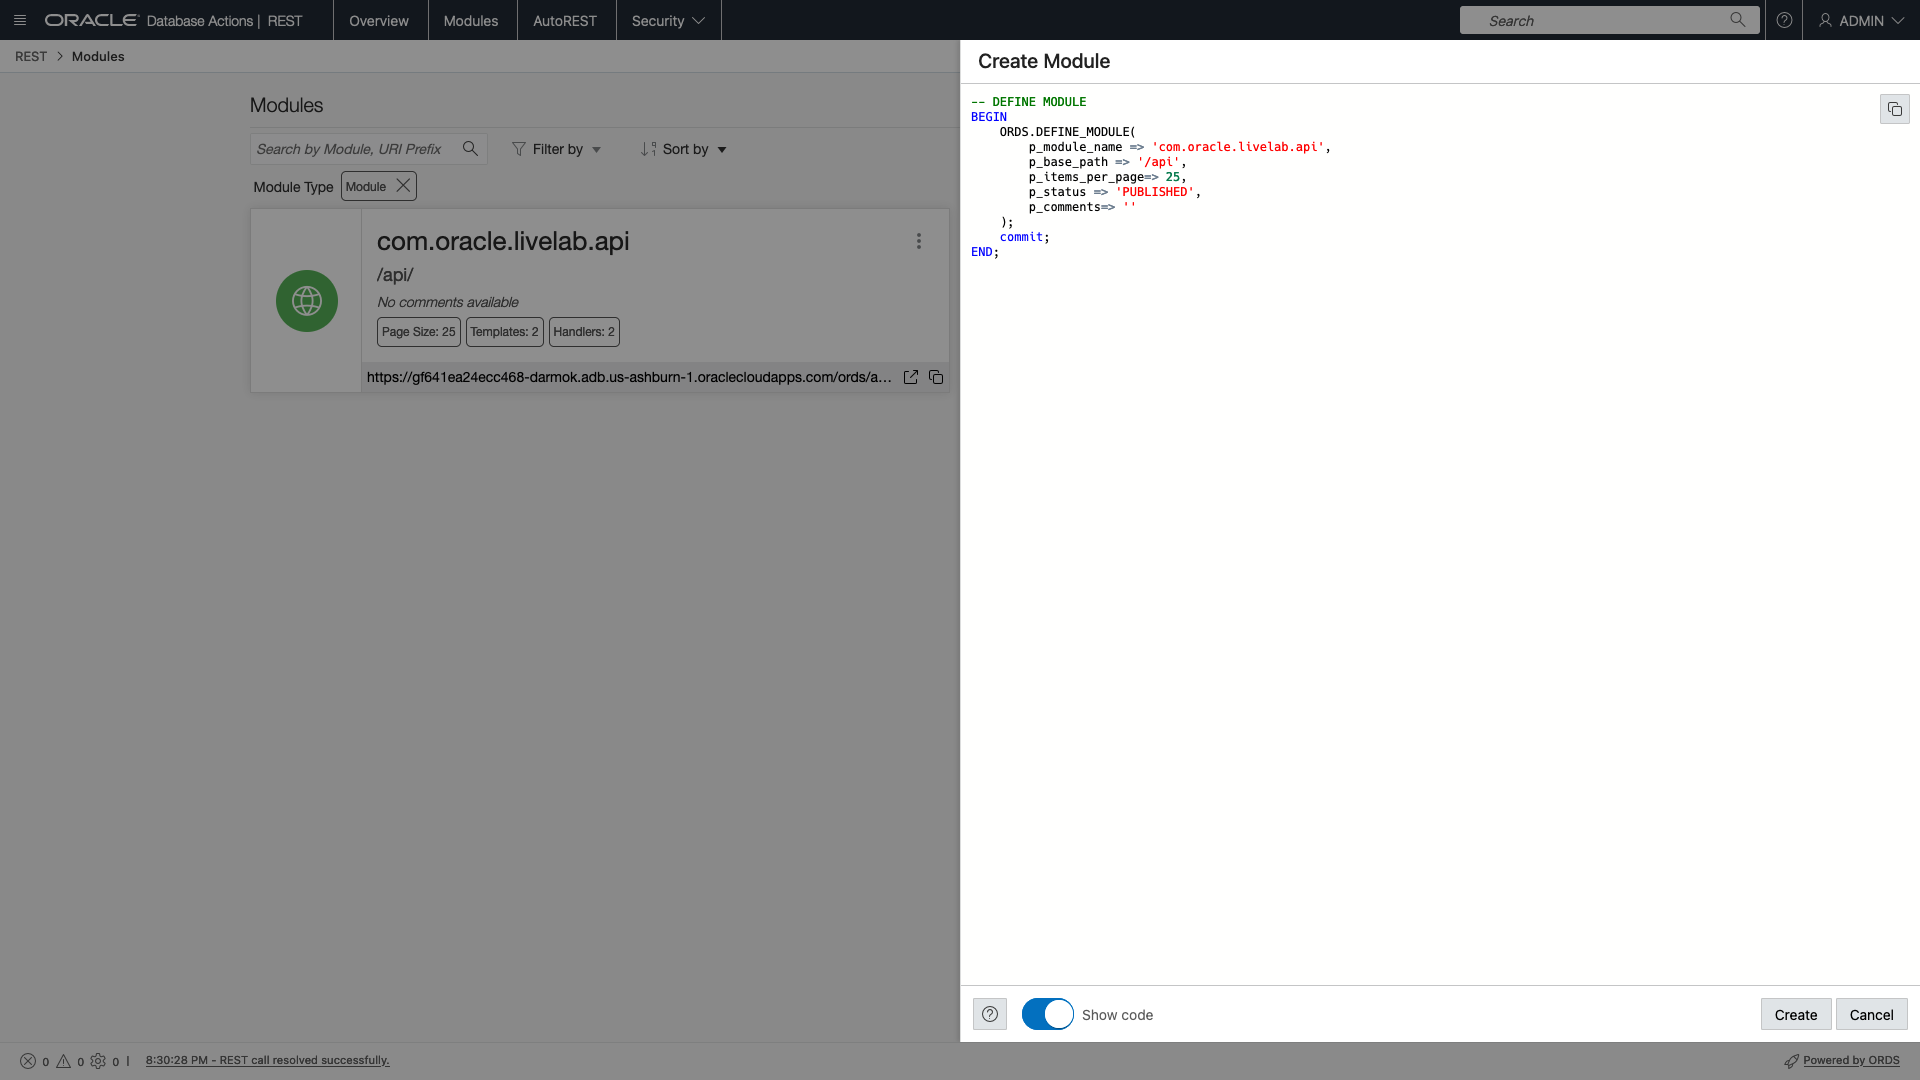 ORACLE Database Actions | REST Overview Modules AutoREST Security Search ADMIN
REST > Modules
Modules
Search by Module, URI Prefix Filter by Sort by
Module Type Module
com.oracle.livelab.api
/api/
No comments available
Page Size: 25 Templates: 2 Handlers: 2
https://gf641ea24ecc468-darmok.adb.us-ashburn-1.oraclecloudapps.com/ords/a...
Create Module
-- DEFINE MODULE
BEGIN
    ORDS.DEFINE_MODULE(
        p_module_name => 'com.oracle.livelab.api',
        p_base_path => '/api',
        p_items_per_page=> 25,
        p_status => 'PUBLISHED',
        p_comments=> ''
    );
    commit;
END;
Show code Create Cancel
0 0 0 | 8:30:28 PM - REST call resolved successfully. Powered by ORDS